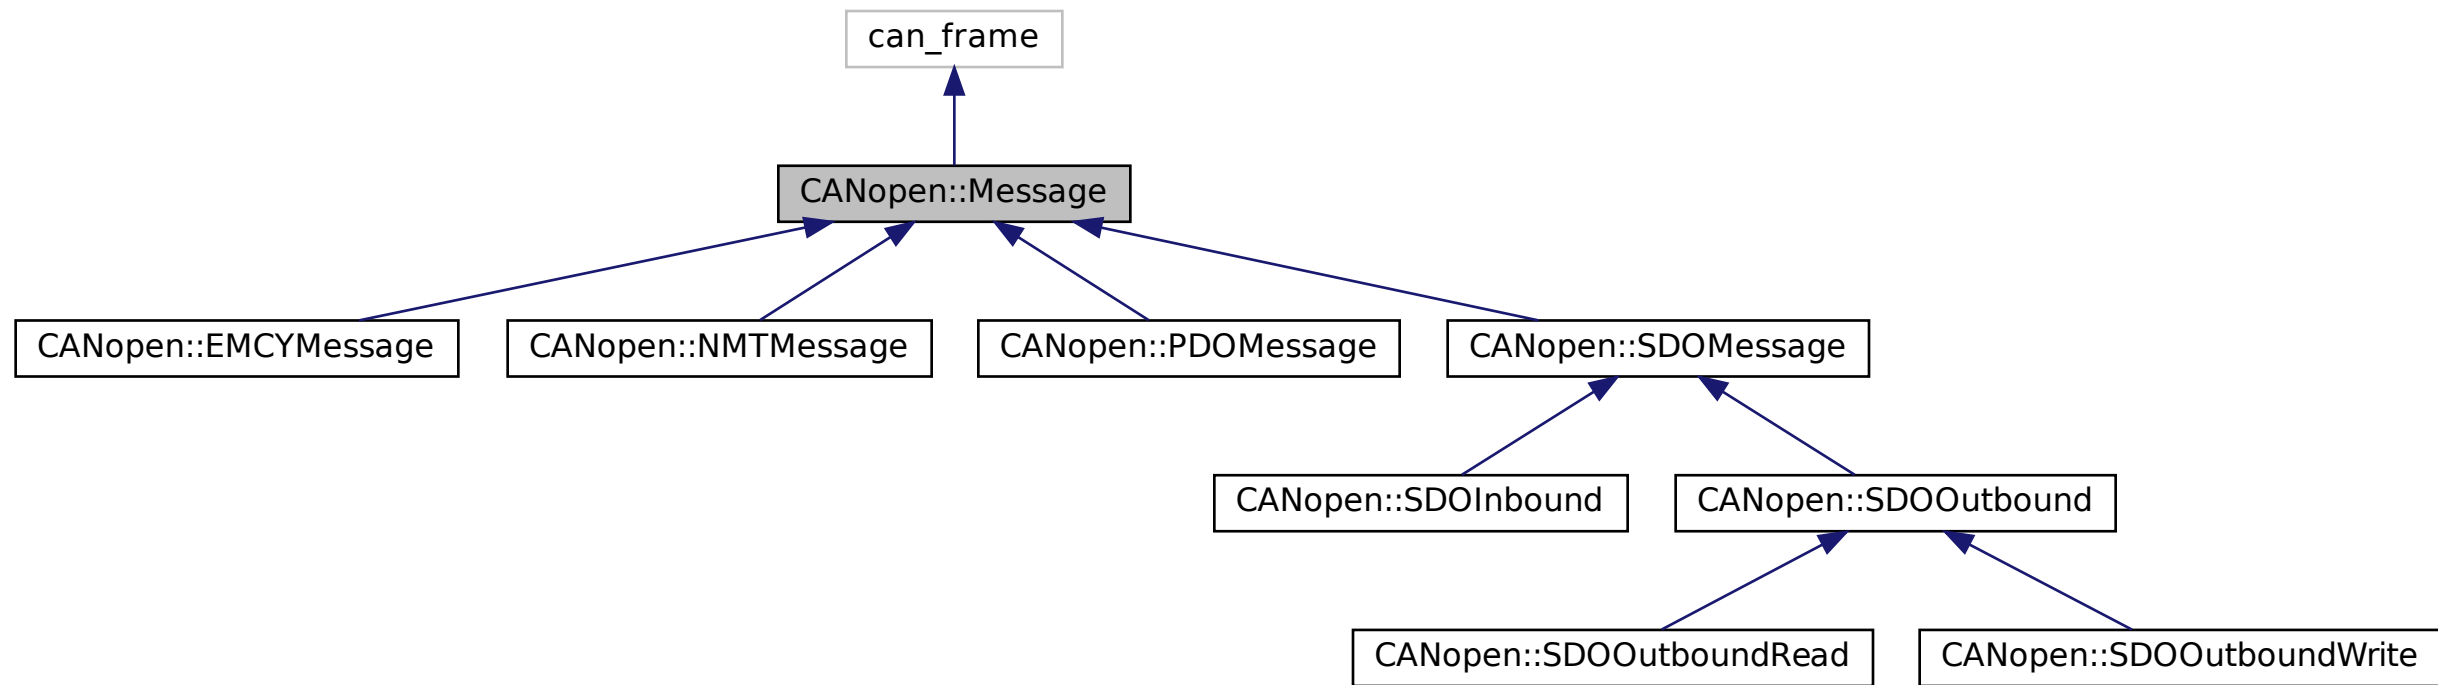 can_frame
CANopen::Message
CANopen::EMCYMessage
CANopen::NMTMessage
CANopen::PDOMessage
CANopen::SDOMessage
CANopen::SDOInbound
CANopen::SDOOutbound
CANopen::SDOOutboundRead
CANopen::SDOOutboundWrite